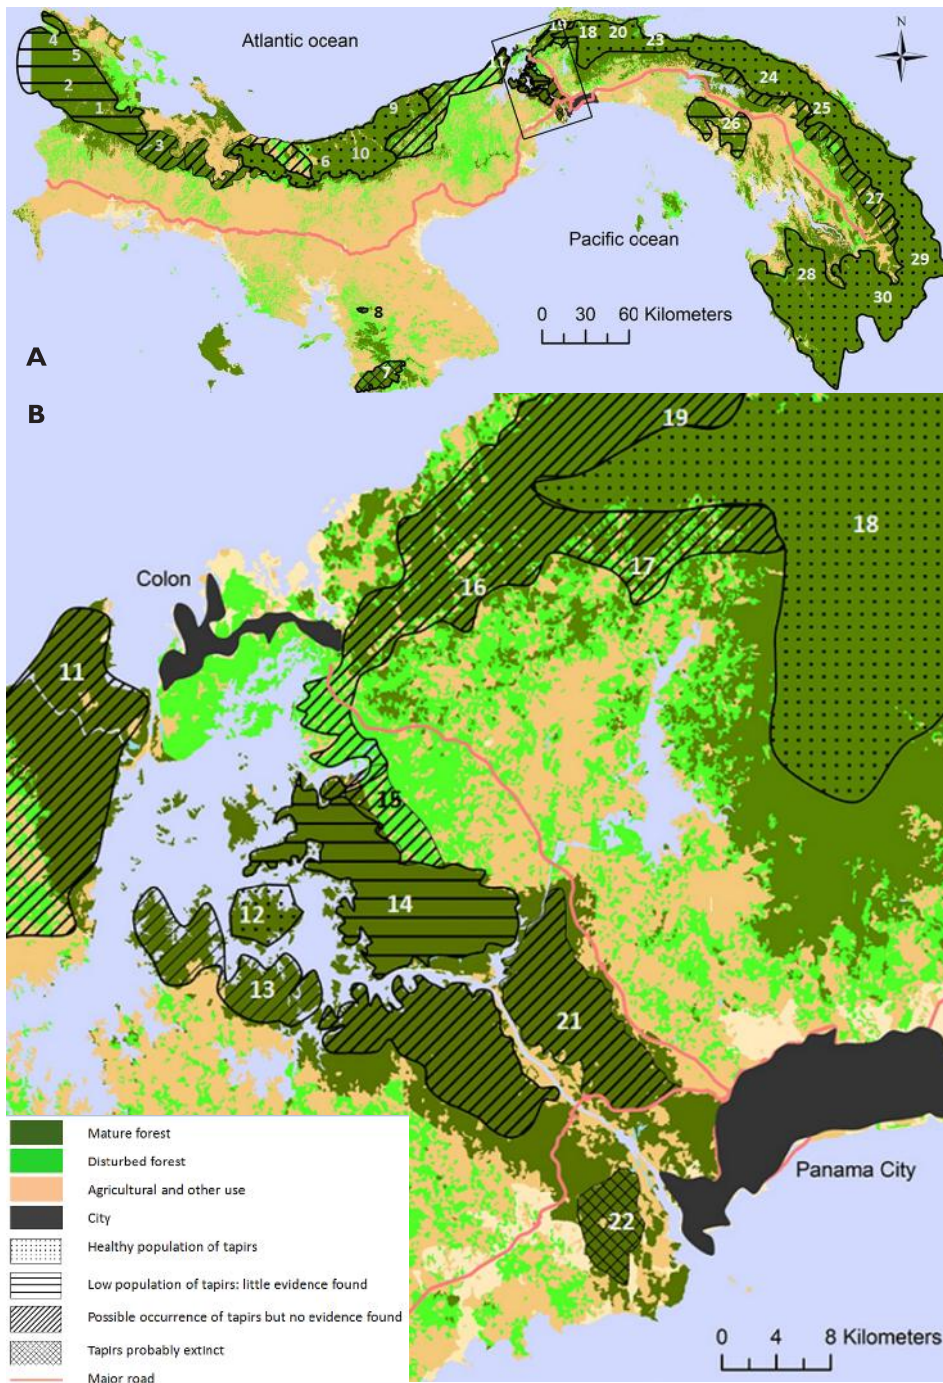 N
Atlantic ocean
19
18
20
23
4
5
2
1
3
11
9
24
25
6
10
26
27
28
29
30
Pacific ocean
0 30 60 Kilometers
8
7
A
B
19
18
17
16
Colon
11
15
14
12
13
21
Panama City
22
0 4 8 Kilometers
Mature forest
Disturbed forest
Agricultural and other use
City
Healthy population of tapirs
Low population of tapirs: little evidence found
Possible occurrence of tapirs but no evidence found
Tapirs probably extinct
Major road